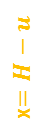 x = H − u